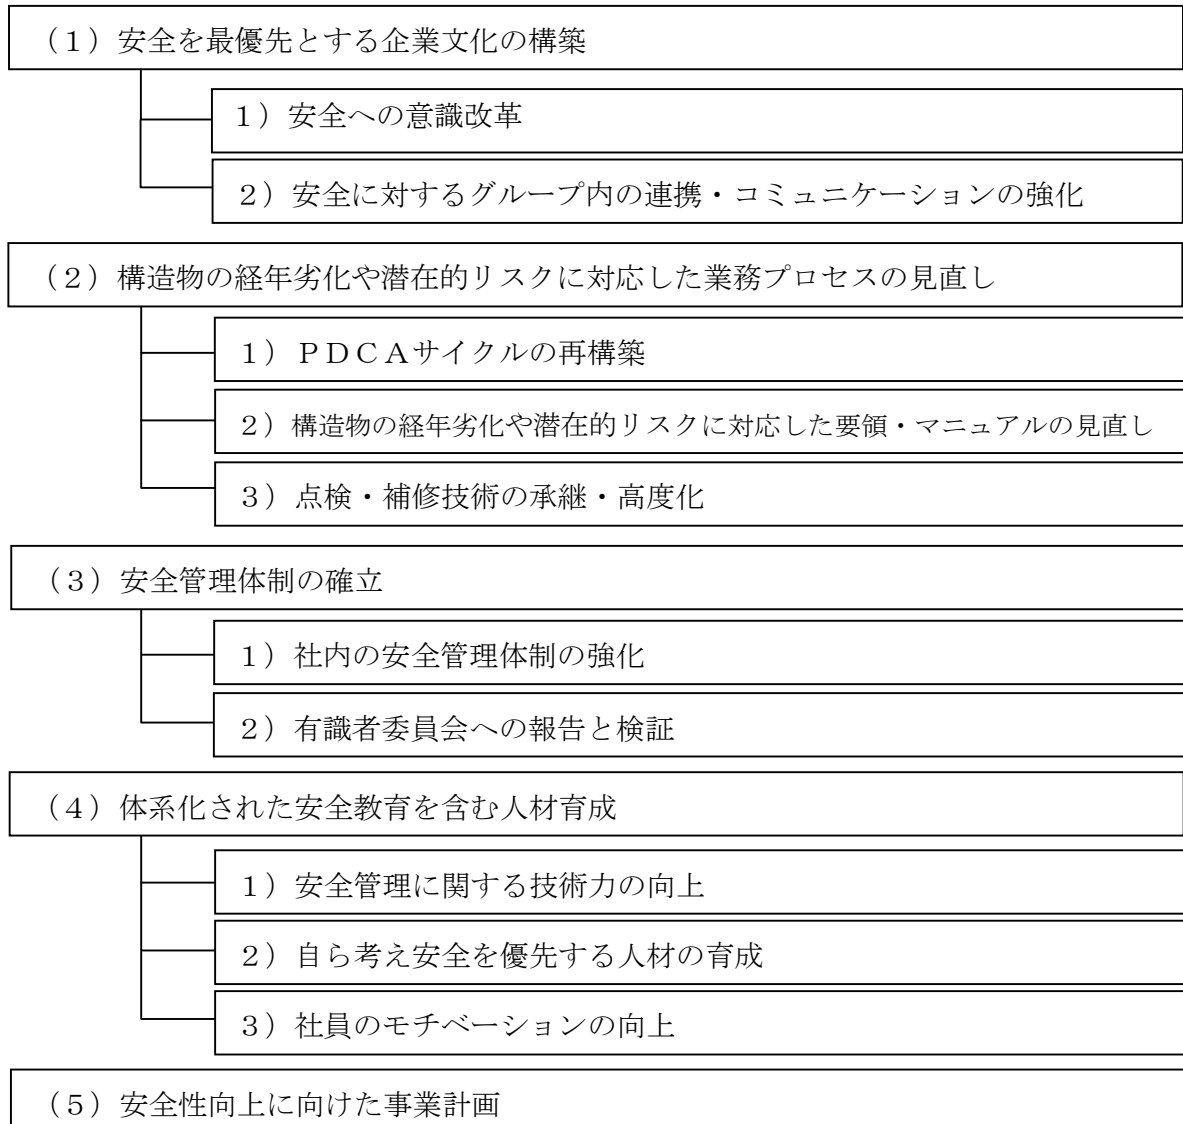 （１）安全を最優先とする企業文化の構築
１）安全への意識改革
２）安全に対するグループ内の連携・コミュニケーションの強化
（２）構造物の経年劣化や潜在的リスクに対応した業務プロセスの見直し
１）ＰＤＣＡサイクルの再構築
２）構造物の経年劣化や潜在的リスクに対応した要領・マニュアルの見直し
３）点検・補修技術の承継・高度化
（３）安全管理体制の確立
１）社内の安全管理体制の強化
２）有識者委員会への報告と検証
（４）体系化された安全教育を含む人材育成
１）安全管理に関する技術力の向上
２）自ら考え安全を優先する人材の育成
３）社員のモチベーションの向上
（５）安全性向上に向けた事業計画